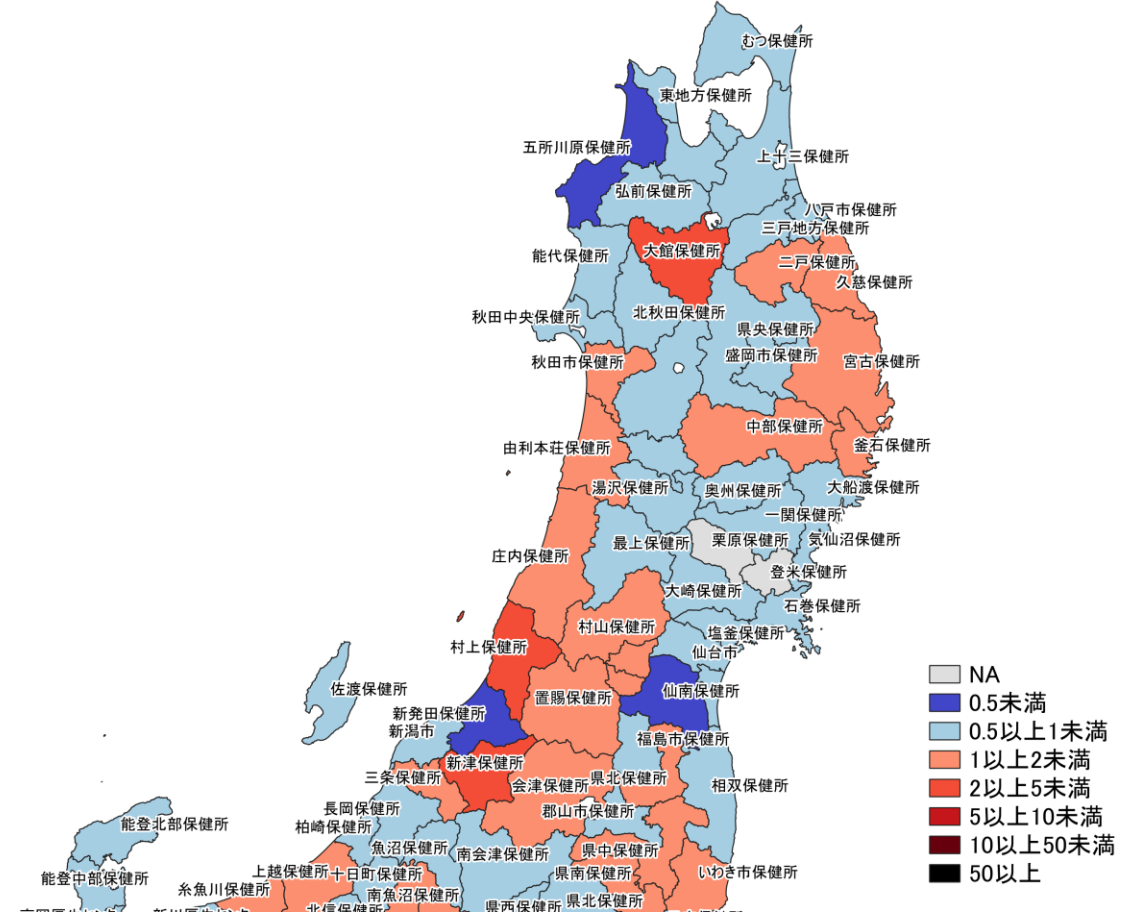 むつ保健所
東地方保健所
五所川原保健所
上十三保健所
弘前保健所
八戸市保健所
三戸地方保健所
大館保健所
能代保健所
二戸保健所
久慈保健所
北秋田保健所
秋田中央保健所
県央保健所
盛岡市保健所
秋田市保健所
宮古保健所
中部保健所
釜石保健所
由利本荘保健所
湯沢保健所
奥州保健所
大船渡保健所
一関保健所
栗原保健所
気仙沼保健所
最上保健所
庄内保健所
登米保健所
大崎保健所
石巻保健所
村山保健所
塩釜保健所
村上保健所
仙台市
佐渡保健所
置賜保健所
仙南保健所
新発田保健所
新潟市
福島市保健所
新津保健所
三条保健所
会津保健所
県北保健所
相双保健所
長岡保健所
郡山市保健所
柏崎保健所
能登北部保健所
魚沼保健所
南会津保健所
県中保健所
上越保健所
十日町保健所
県南保健所
いわき市保健所
能登中部保健所
糸魚川保健所
南魚沼保健所
県西保健所
県北保健所
北信保健所
NA
0.5未満
0.5以上1未満
1以上2未満
2以上5未満
5以上10未満
10以上50未満
50以上